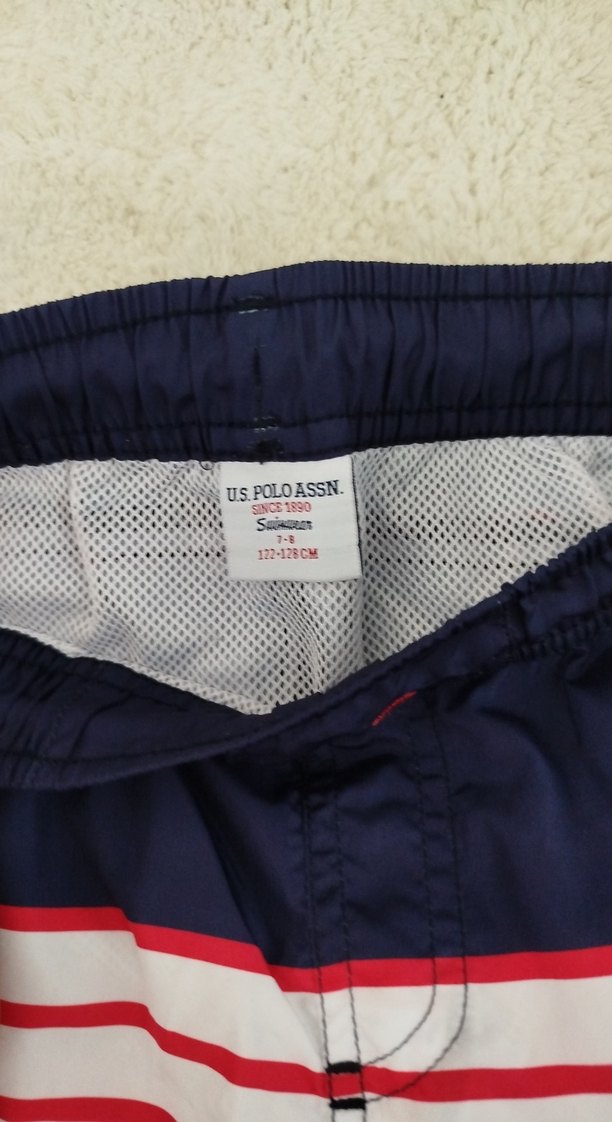 U.S. POLO ASSN.
SINCE 1890
Swimwear
7-8
122-128 CM